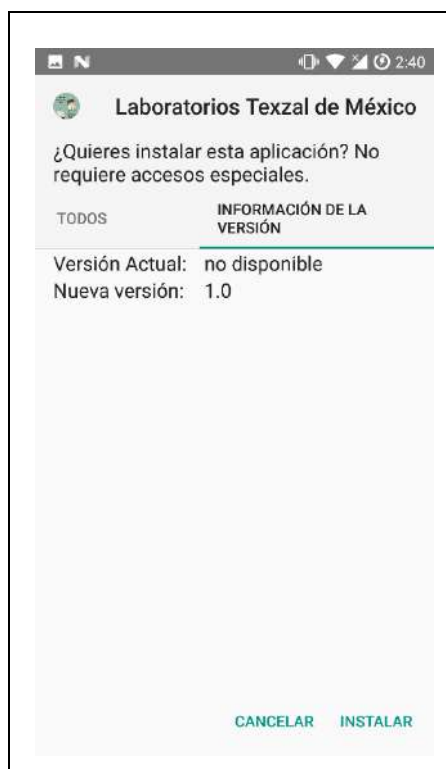 2:40
Laboratorios Texzal de México
¿Quieres instalar esta aplicación? No
requiere accesos especiales.
TODOS
INFORMACIÓN DE LA
VERSIÓN
Versión Actual: no disponible
Nueva versión: 1.0
CANCELAR INSTALAR